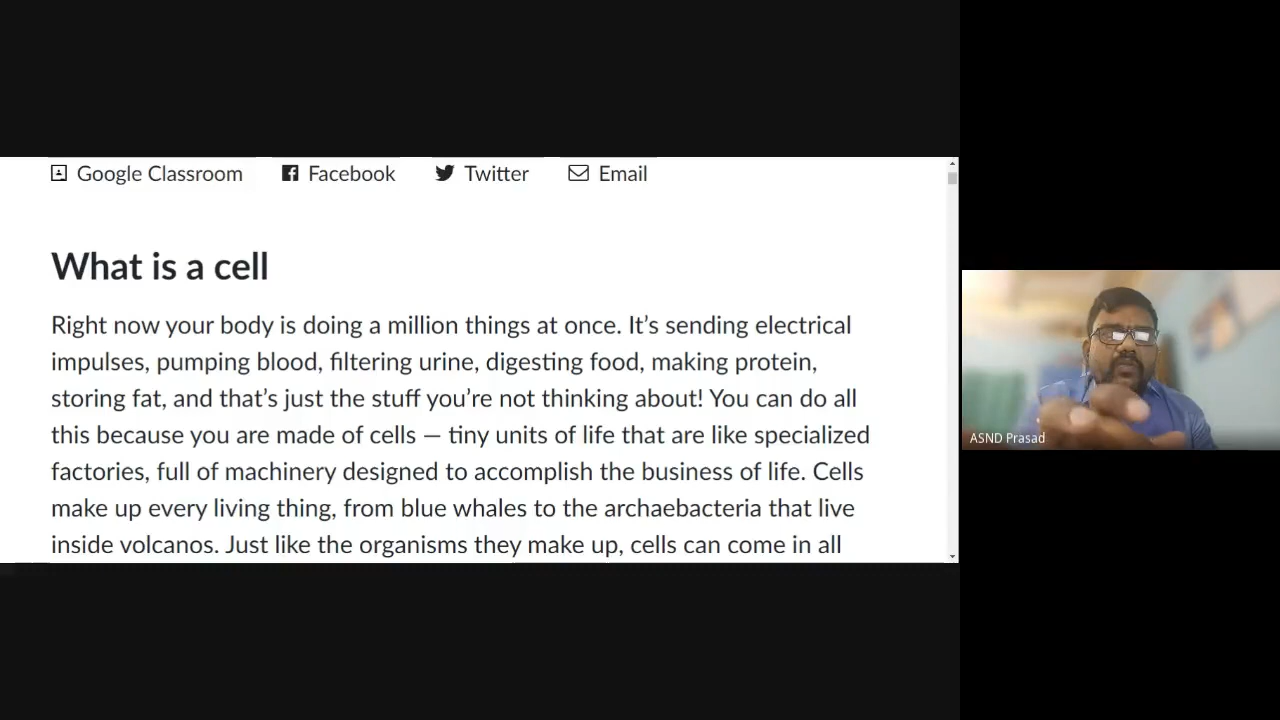 Google Classroom Facebook Twitter Email
What is a cell
Right now your body is doing a million things at once. It’s sending electrical
impulses, pumping blood, filtering urine, digesting food, making protein,
storing fat, and that’s just the stuff you’re not thinking about! You can do all
this because you are made of cells — tiny units of life that are like specialized
factories, full of machinery designed to accomplish the business of life. Cells
make up every living thing, from blue whales to the archaebacteria that live
inside volcanos. Just like the organisms they make up, cells can come in all
ASND Prasad